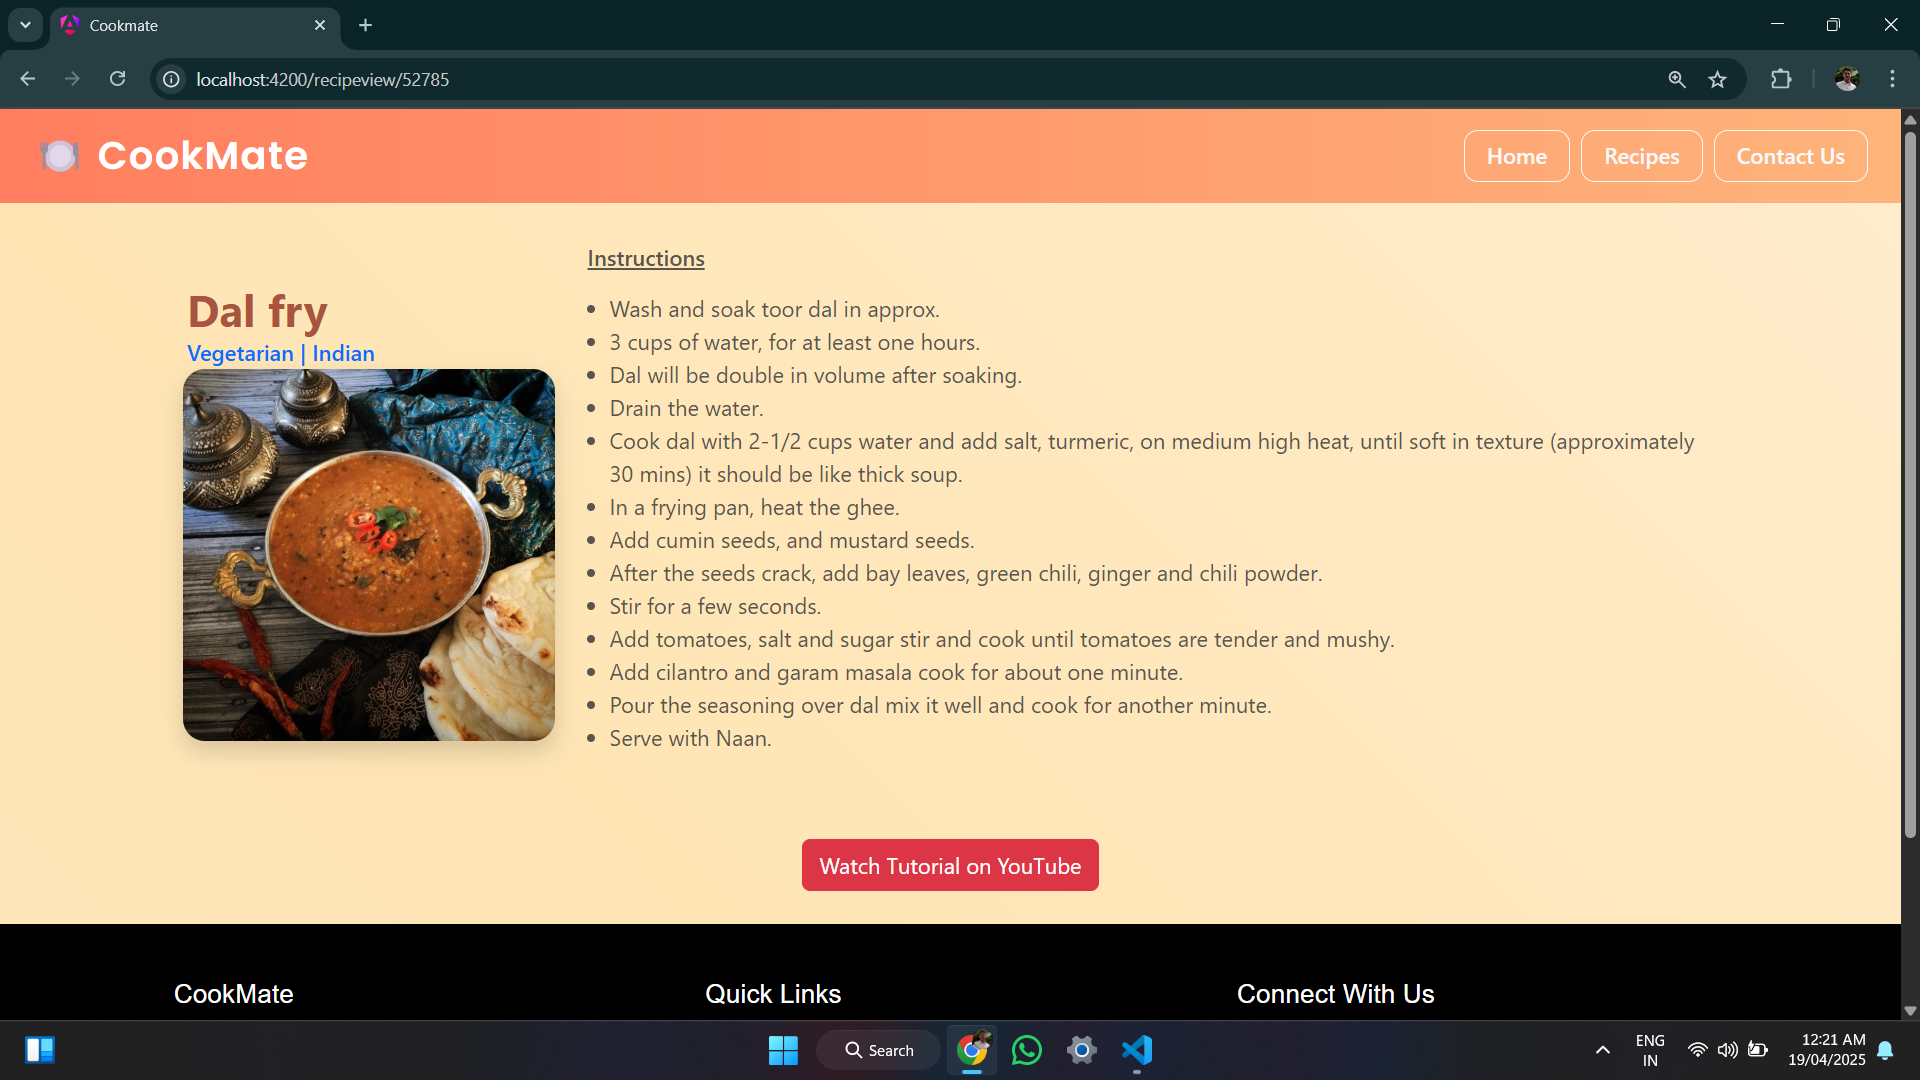 Cookmate
localhost:4200/recipeview/52785
CookMate
Home
Recipes
Contact Us
Dal fry
Vegetarian | Indian
Instructions
Wash and soak toor dal in approx.
3 cups of water, for at least one hours.
Dal will be double in volume after soaking.
Drain the water.
Cook dal with 2-1/2 cups water and add salt, turmeric, on medium high heat, until soft in texture (approximately
30 mins) it should be like thick soup.
In a frying pan, heat the ghee.
Add cumin seeds, and mustard seeds.
After the seeds crack, add bay leaves, green chili, ginger and chili powder.
Stir for a few seconds.
Add tomatoes, salt and sugar stir and cook until tomatoes are tender and mushy.
Add cilantro and garam masala cook for about one minute.
Pour the seasoning over dal mix it well and cook for another minute.
Serve with Naan.
Watch Tutorial on YouTube
CookMate
Quick Links
Connect With Us
Search
ENG
IN
12:21 AM
19/04/2025